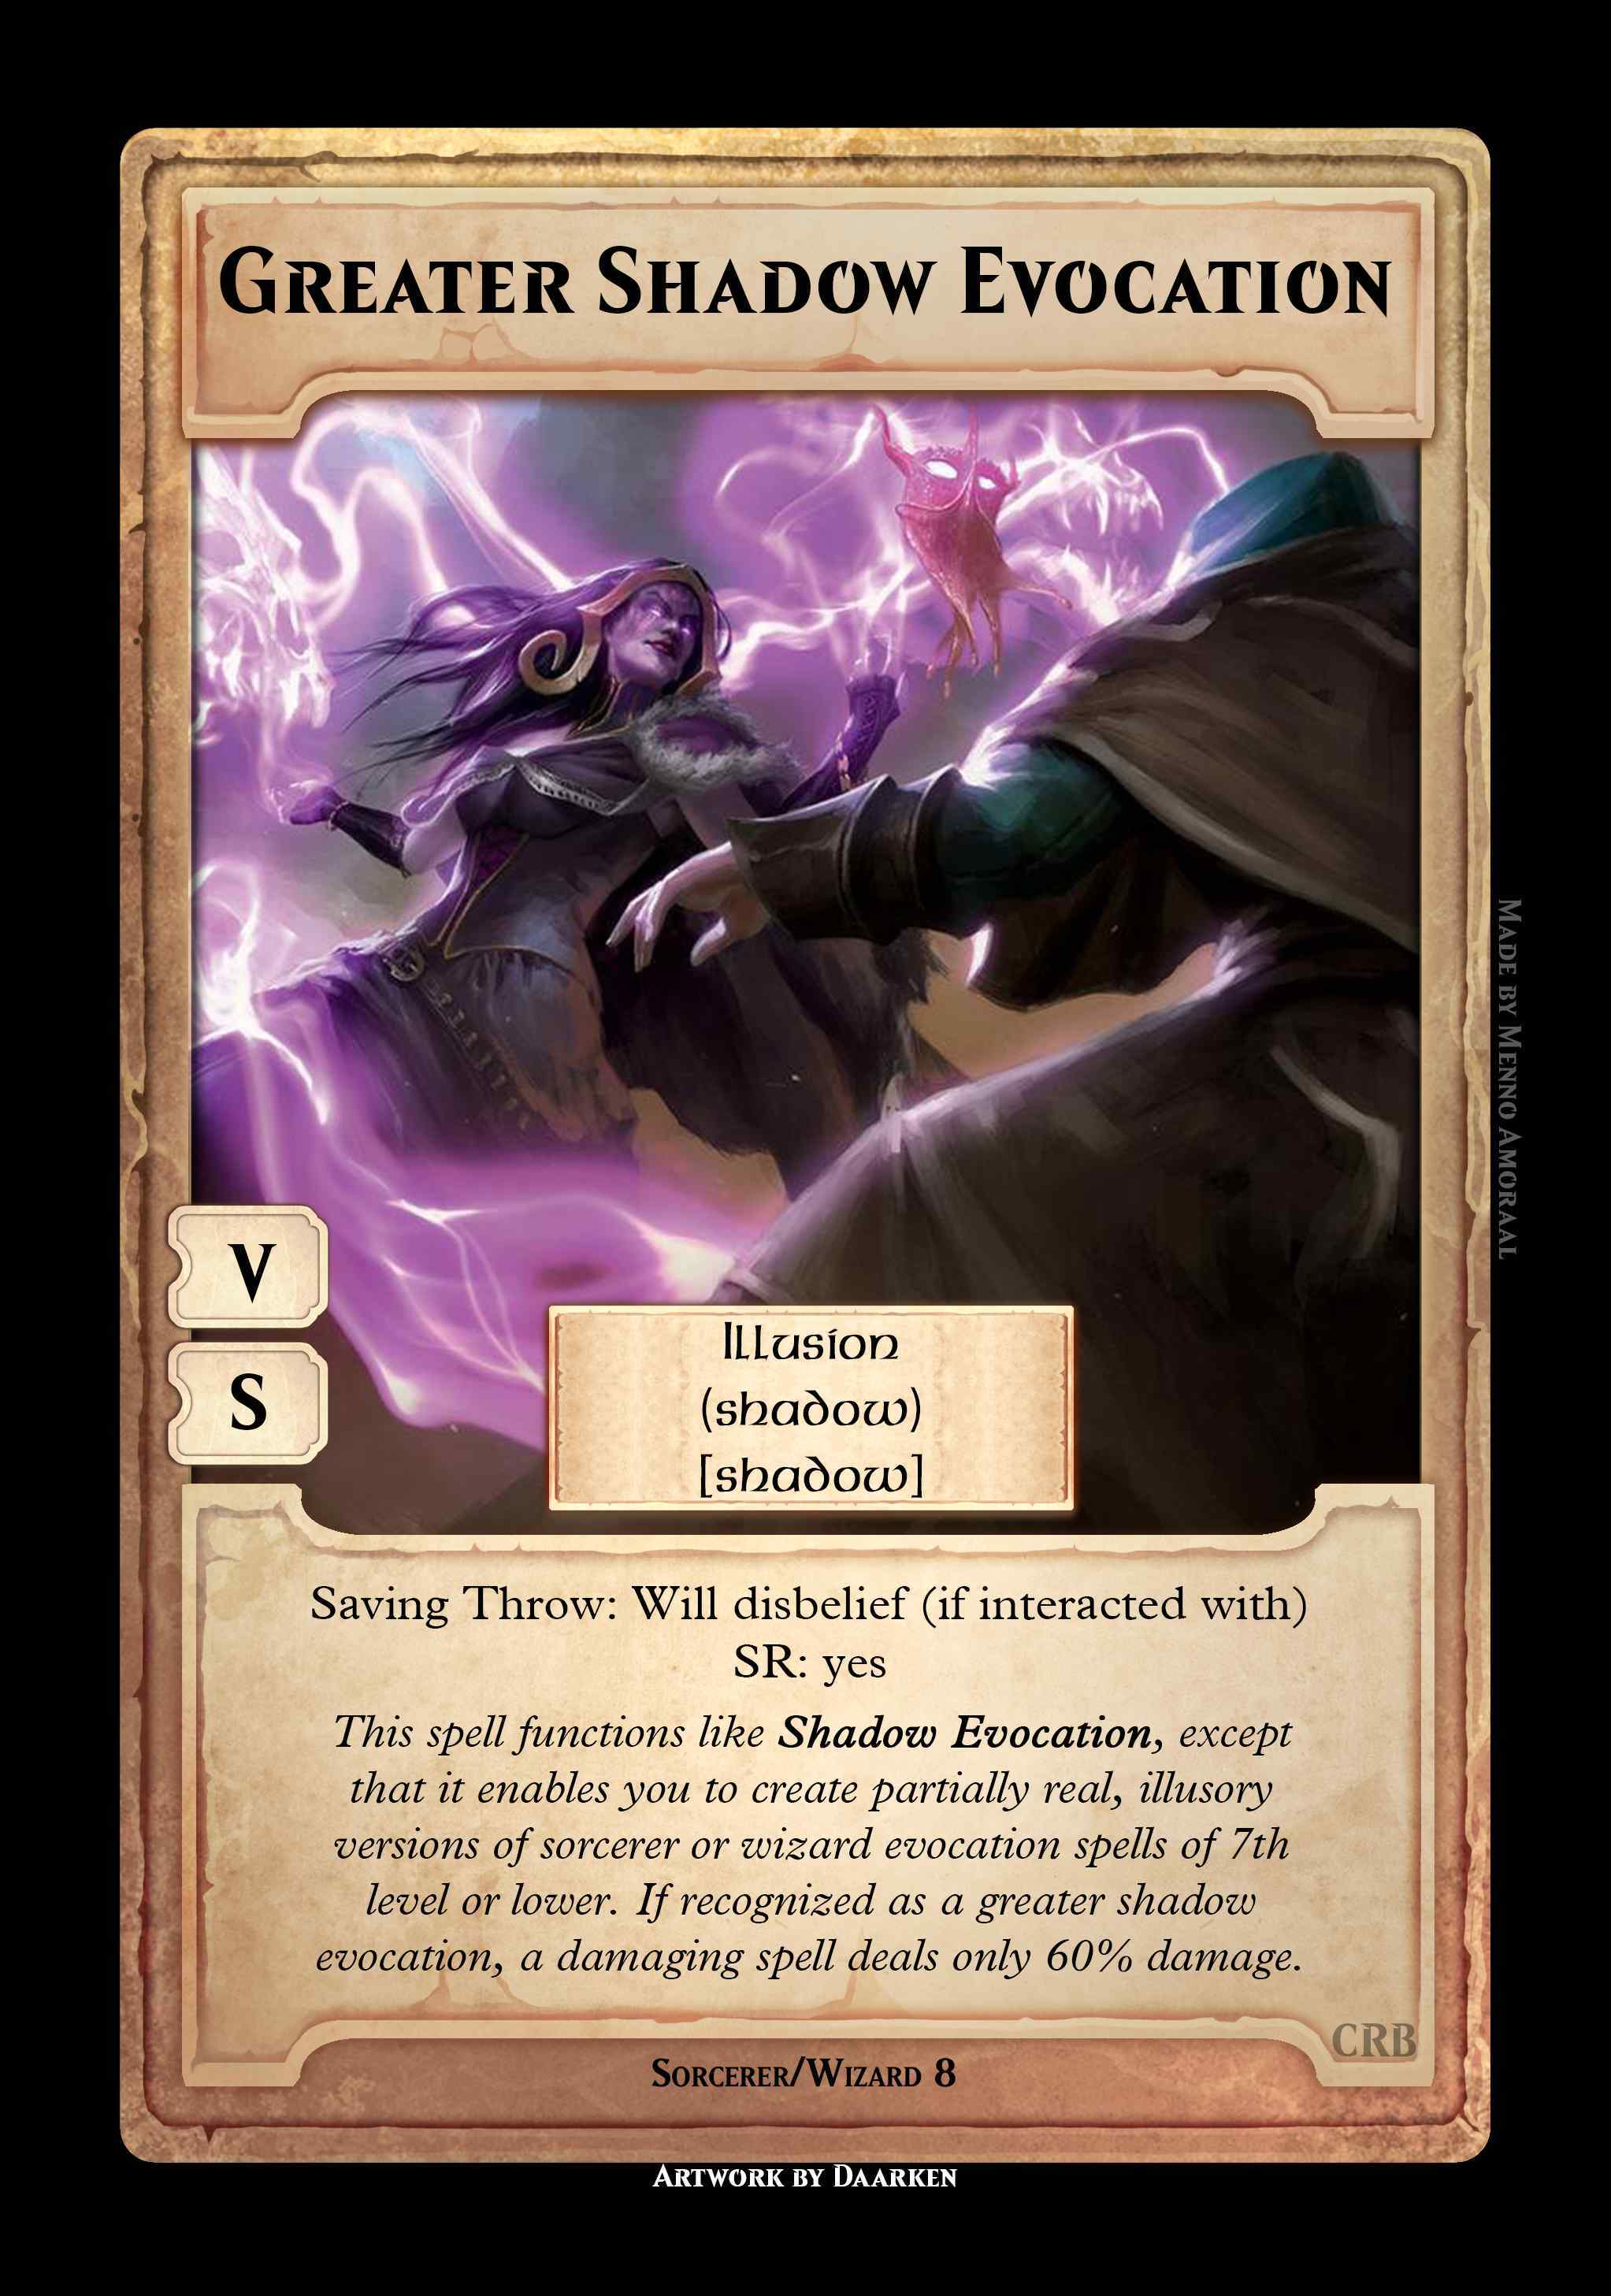 Greater Shadow Evocation
V
S
Illusion
(shadow)
[shadow]
Saving Throw: Will disbelief (if interacted with)
SR: yes
This spell functions like Shadow Evocation, except
that it enables you to create partially real, illusory
versions of sorcerer or wizard evocation spells of 7th
level or lower. If recognized as a greater shadow
evocation, a damaging spell deals only 60% damage.
CRB
Sorcerer/Wizard 8
Artwork by Daarken
Made by Menno Amoraal